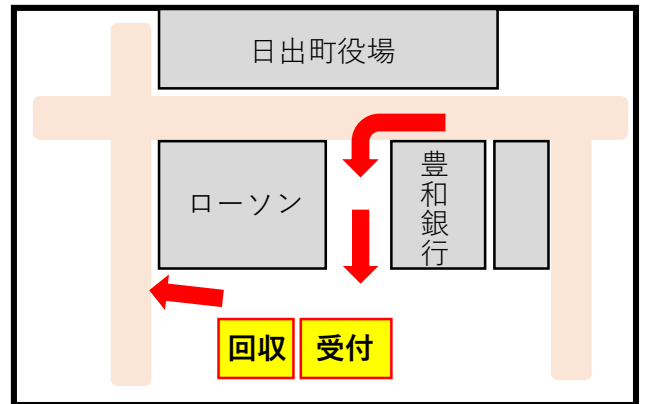 日出町役場
ローソン
豊和銀行
回収
受付